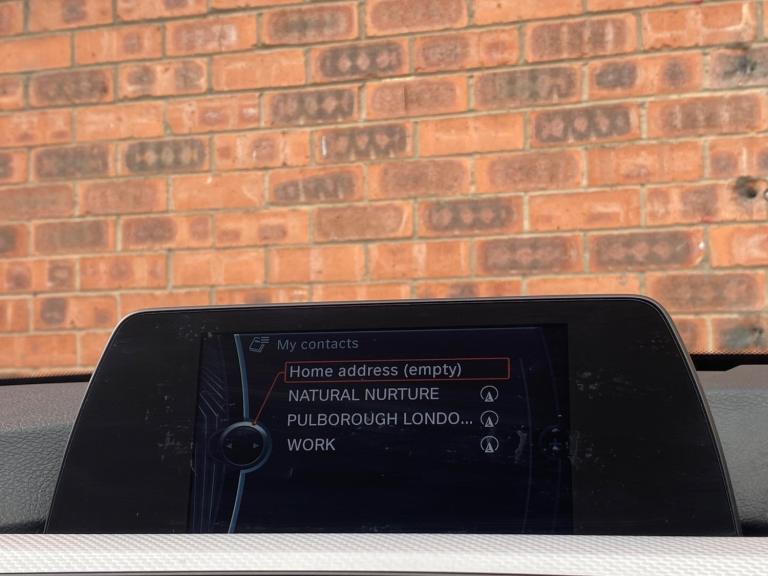 My contacts
Home address (empty)
NATURAL NURTURE
PULBOROUGH LONDO...
WORK